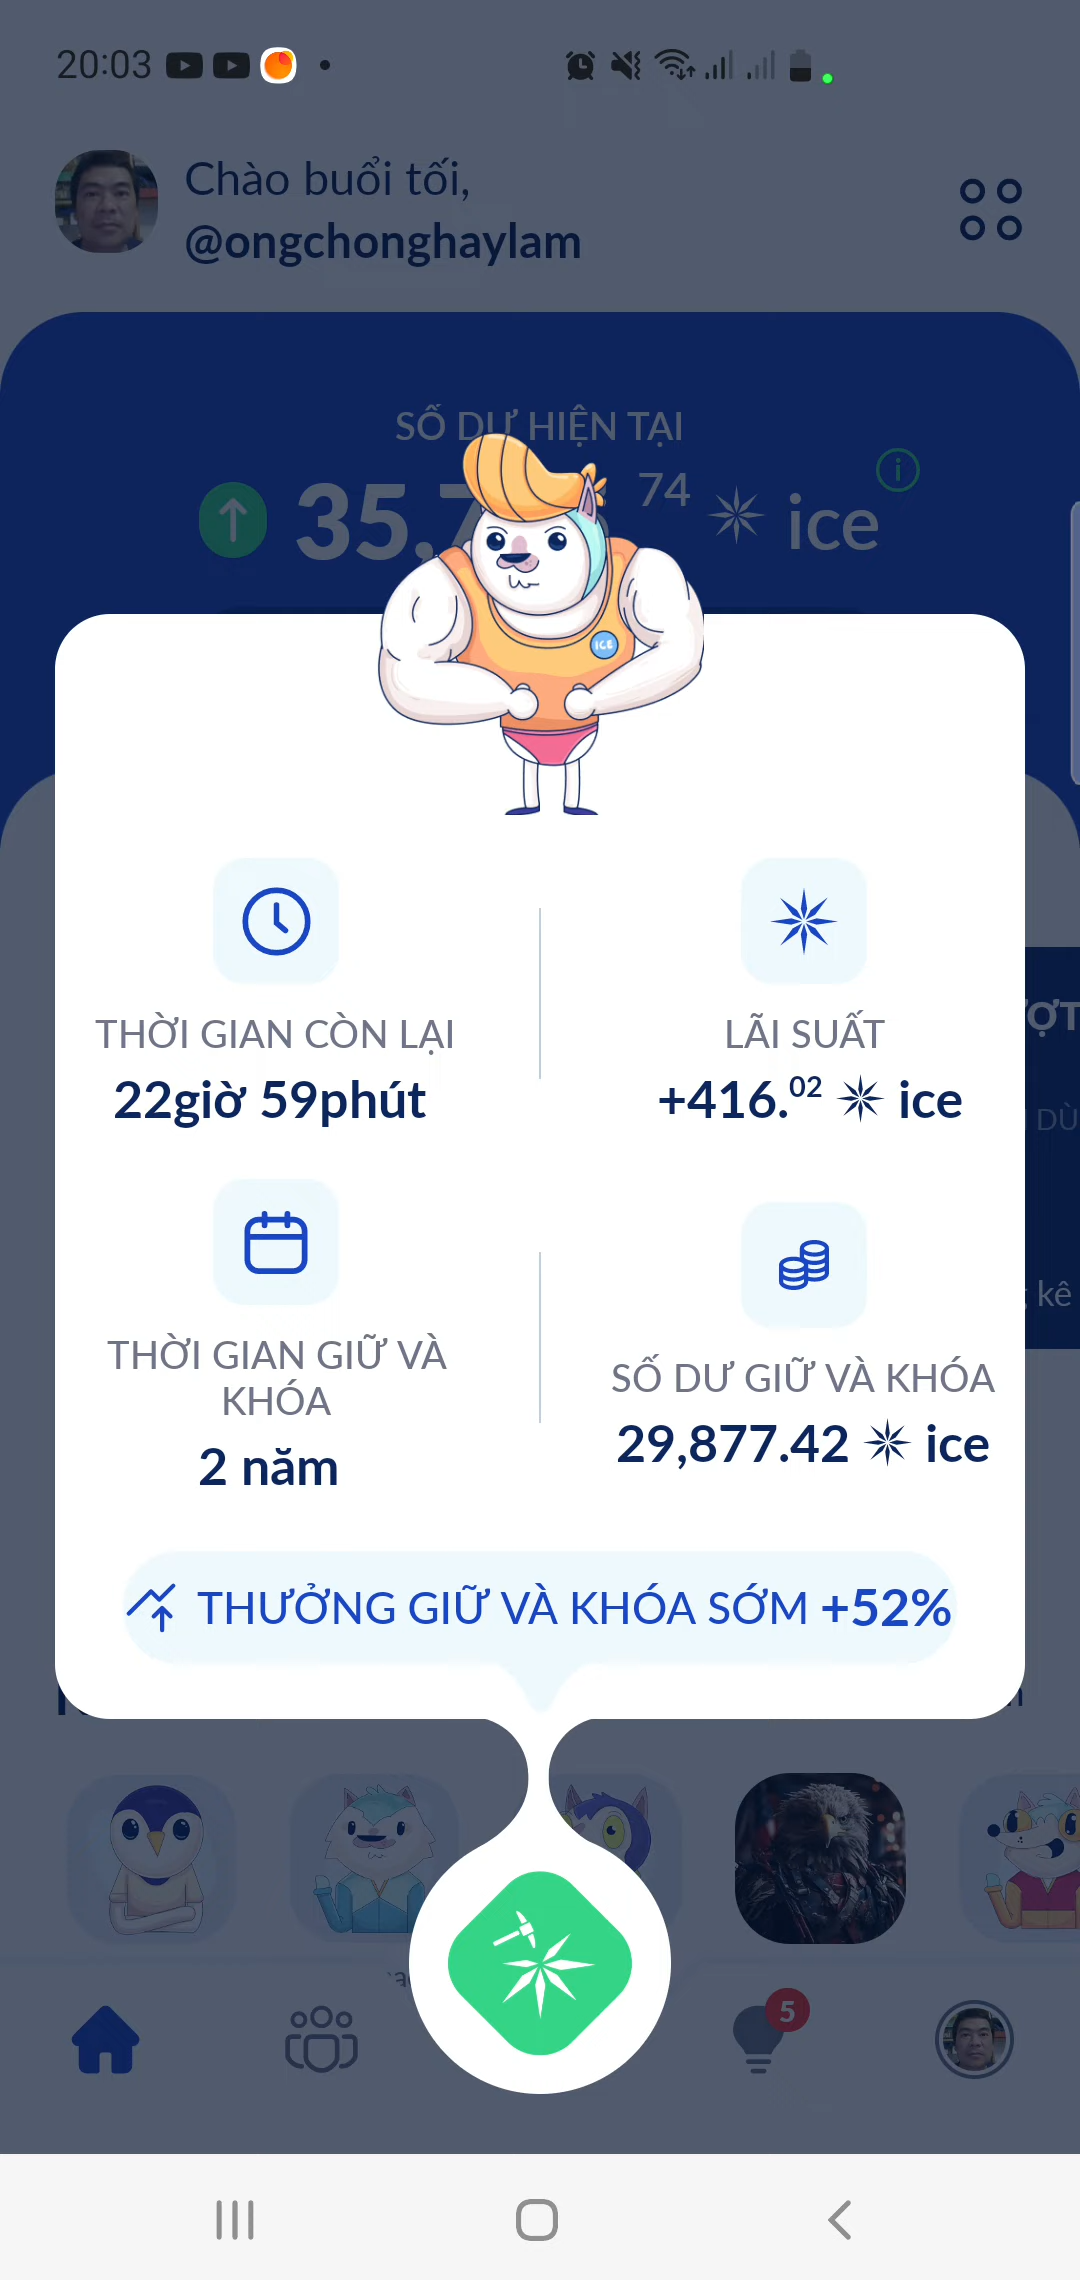 20:03
Chào buổi tối,
@ongchonghaylam
SỐ DƯ HIỆN TẠI
74 ice
ICE
THỜI GIAN CÒN LẠI
22giờ 59phút
LÃI SUẤT
+416.02 ice
THỜI GIAN GIỮ VÀ
KHÓA
2 năm
SỐ DƯ GIỮ VÀ KHÓA
29,877.42 ice
kê
THƯỞNG GIỮ VÀ KHÓA SỚM +52%
5